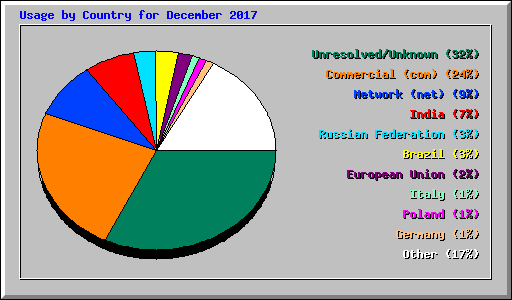 Usage by Country for December 2017
Unresolved/Unknown (32%)
Commercial (com) (24%)
Network (net) (9%)
India (7%)
Russian Federation (3%)
Brazil (3%)
European Union (2%)
Italy (1%)
Poland (1%)
Germany (1%)
Other (17%)